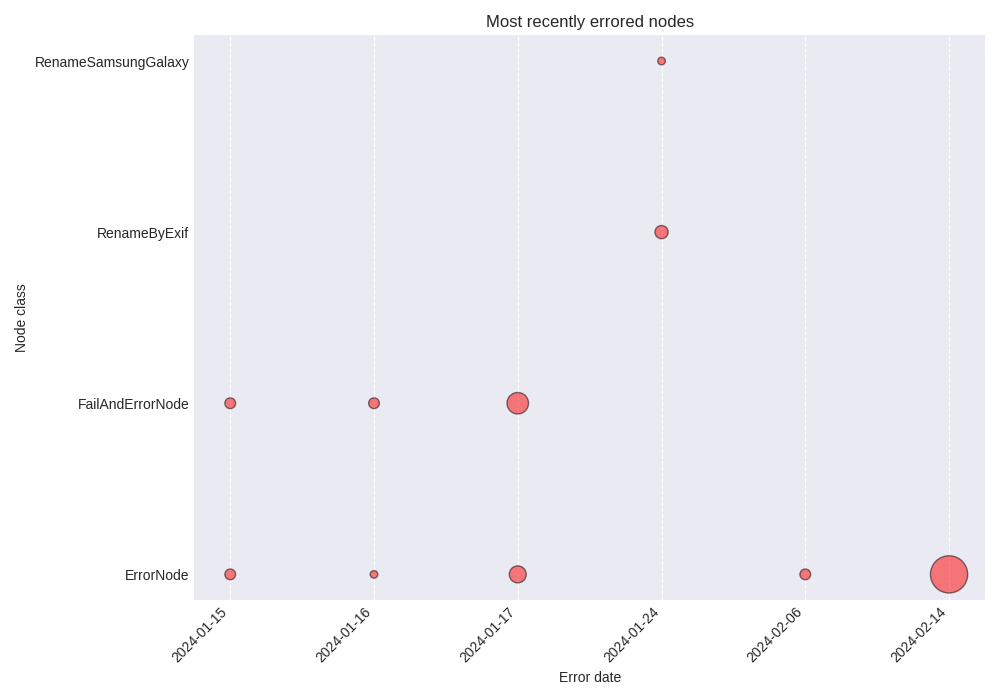 Most recently errored nodes
RenameSamsungGalaxy
RenameByExif
FailAndErrorNode
ErrorNode
Node class
2024-01-15
2024-01-16
2024-01-17
2024-01-24
2024-02-06
2024-02-14
Error date